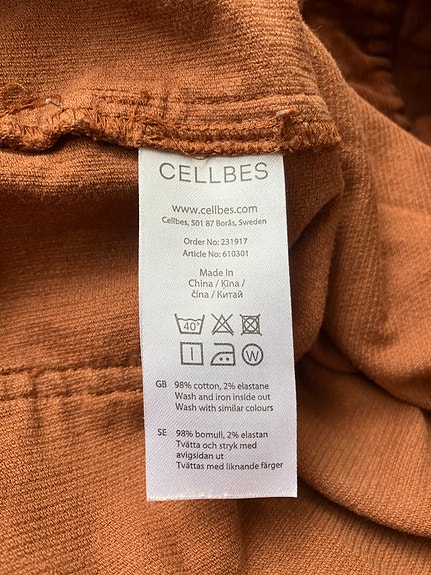 CELLBES
www.cellbes.com
Cellbes, 501 87 Borås, Sweden
Order No: 231917
Article No: 610301
Made In
China / Ķīna /
čína / Китай
40°
W
GB 98% cotton, 2% elastane
Wash and iron inside out
Wash with similar colours
SE 98% bomull, 2% elastan
Tvätta och stryk med
avigsidan ut
Tvättas med liknande färger